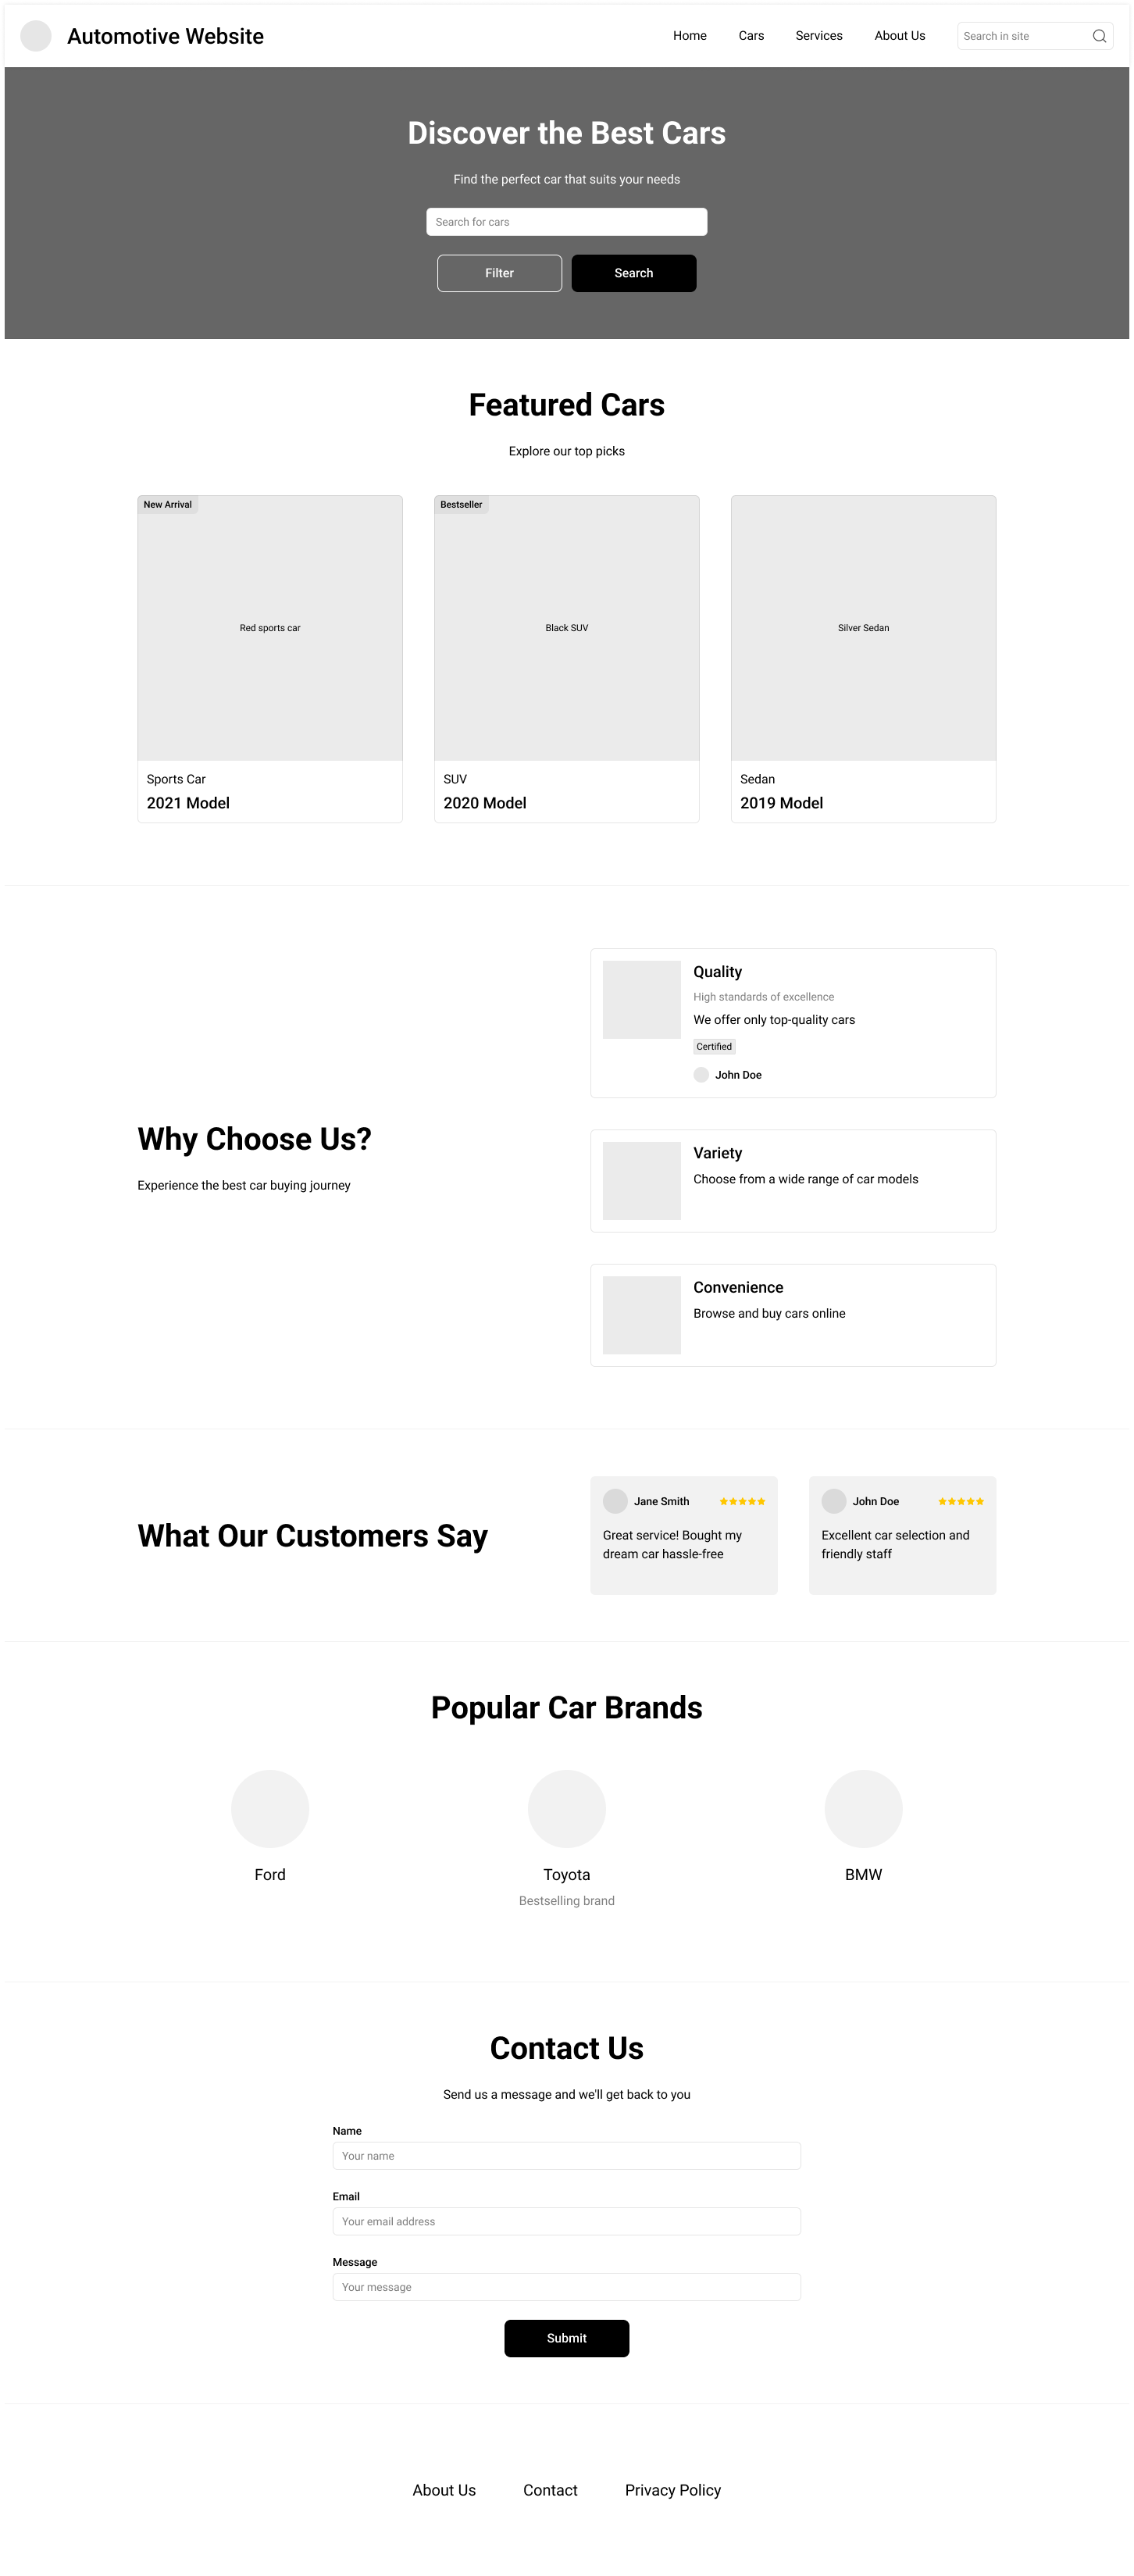 Automotive Website
Home
Cars
Services
About Us
Search in site
Discover the Best Cars
Find the perfect car that suits your needs
Search for cars
Filter
Search
Featured Cars
Explore our top picks
New Arrival
Red sports car
Sports Car
2021 Model
Bestseller
Black SUV
SUV
2020 Model
Silver Sedan
Sedan
2019 Model
Why Choose Us?
Experience the best car buying journey
Quality
High standards of excellence
We offer only top-quality cars
Certified
John Doe
Variety
Choose from a wide range of car models
Convenience
Browse and buy cars online
What Our Customers Say
Jane Smith
Great service! Bought my
dream car hassle-free
John Doe
Excellent car selection and
friendly staff
Popular Car Brands
Ford
Toyota
Bestselling brand
BMW
Contact Us
Send us a message and we'll get back to you
Name
Your name
Email
Your email address
Message
Your message
Submit
About Us
Contact
Privacy Policy